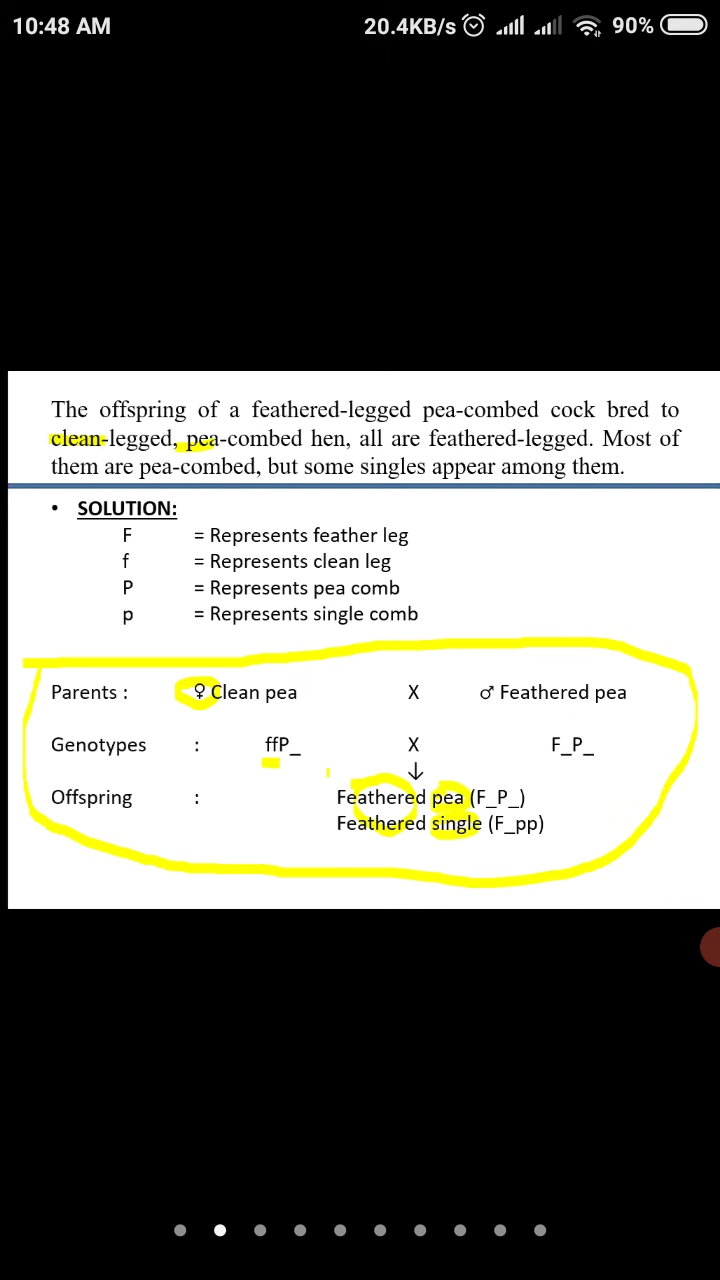 10:48 AM 20.4KB/s 90%
The offspring of a feathered-legged pea-combed cock bred to
clean-legged, pea-combed hen, all are feathered-legged. Most of
them are pea-combed, but some singles appear among them.
• SOLUTION:
F = Represents feather leg
f = Represents clean leg
P = Represents pea comb
p = Represents single comb
Parents : ♀ Clean pea X ♂ Feathered pea
Genotypes : ffP_ X F_P_
↓
Offspring : Feathered pea (F_P_)
Feathered single (F_pp)